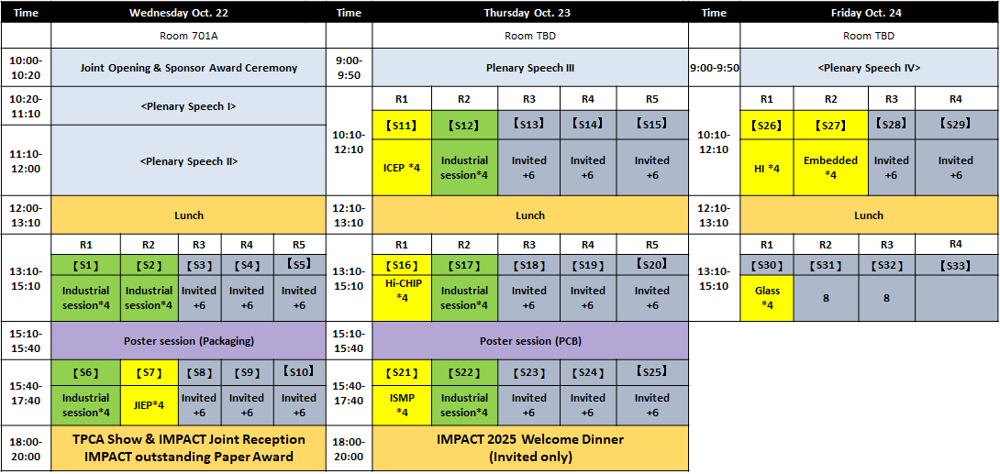 Time Wednesday Oct. 22 Time Thursday Oct. 23 Time Friday Oct. 24
Room 701A Room TBD Room TBD
10:00-
10:20
Joint Opening & Sponsor Award Ceremony
9:00-
9:50
Plenary Speech III
9:00-9:50
<Plenary Speech IV>
10:20-
11:10
<Plenary Speech I>
11:10-
12:00
<Plenary Speech II>
10:10-
12:10
R1 R2 R3 R4 R5
【S11】 【S12】 【S13】 【S14】 【S15】
ICEP *4
Industrial
session*4
Invited
+6
Invited
+6
Invited
+6
10:10-
12:10
R1 R2 R3 R4
【S26】 【S27】 【S28】 【S29】
HI *4
Embedded
*4
Invited
+6
Invited
+6
12:00-
13:10
Lunch
12:10-
13:10
Lunch
12:10-
13:10
Lunch
13:10-
15:10
R1 R2 R3 R4 R5
【S1】 【S2】 【S3】 【S4】 【S5】
Industrial
session*4
Industrial
session*4
Invited
+6
Invited
+6
Invited
+6
13:10-
15:10
R1 R2 R3 R4 R5
【S16】 【S17】 【S18】 【S19】 【S20】
Hi-CHIP
*4
Industrial
session*4
Invited
+6
Invited
+6
Invited
+6
13:10-
15:10
R1 R2 R3 R4
【S30】 【S31】 【S32】 【S33】
Glass
*4
8
8
15:10-
15:40
Poster session (Packaging)
15:10-
15:40
Poster session (PCB)
15:40-
17:40
【S6】 【S7】 【S8】 【S9】 【S10】
Industrial
session*4
JIEP*4
Invited
+6
Invited
+6
Invited
+6
15:40-
17:40
【S21】 【S22】 【S23】 【S24】 【S25】
ISMP
*4
Industrial
session*4
Invited
+6
Invited
+6
Invited
+6
18:00-
20:00
TPCA Show & IMPACT Joint Reception
IMPACT outstanding Paper Award
18:00-
20:00
IMPACT 2025 Welcome Dinner
(Invited only)